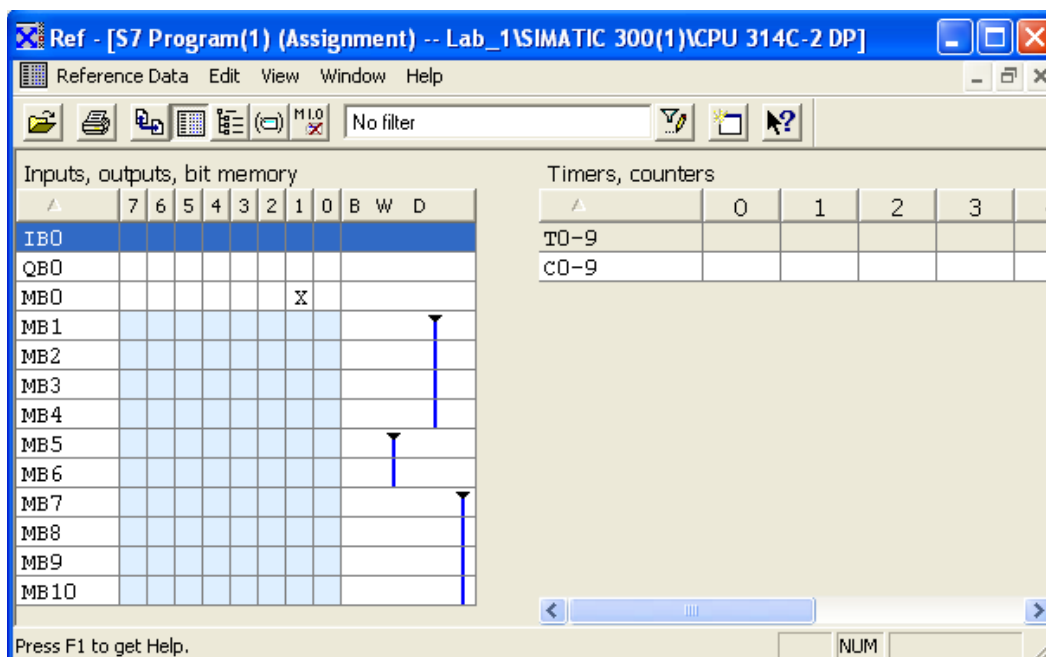 Ref - [S7 Program(1) (Assignment) -- Lab_1\SIMATIC 300(1)\CPU 314C-2 DP]
Reference Data Edit View Window Help
M I.O No filter
Inputs, outputs, bit memory
7 6 5 4 3 2 1 0 B W D
IB0
QB0
MB0 X
MB1
MB2
MB3
MB4
MB5
MB6
MB7
MB8
MB9
MB10
Timers, counters
0 1 2 3
T0-9
C0-9
Press F1 to get Help.
NUM